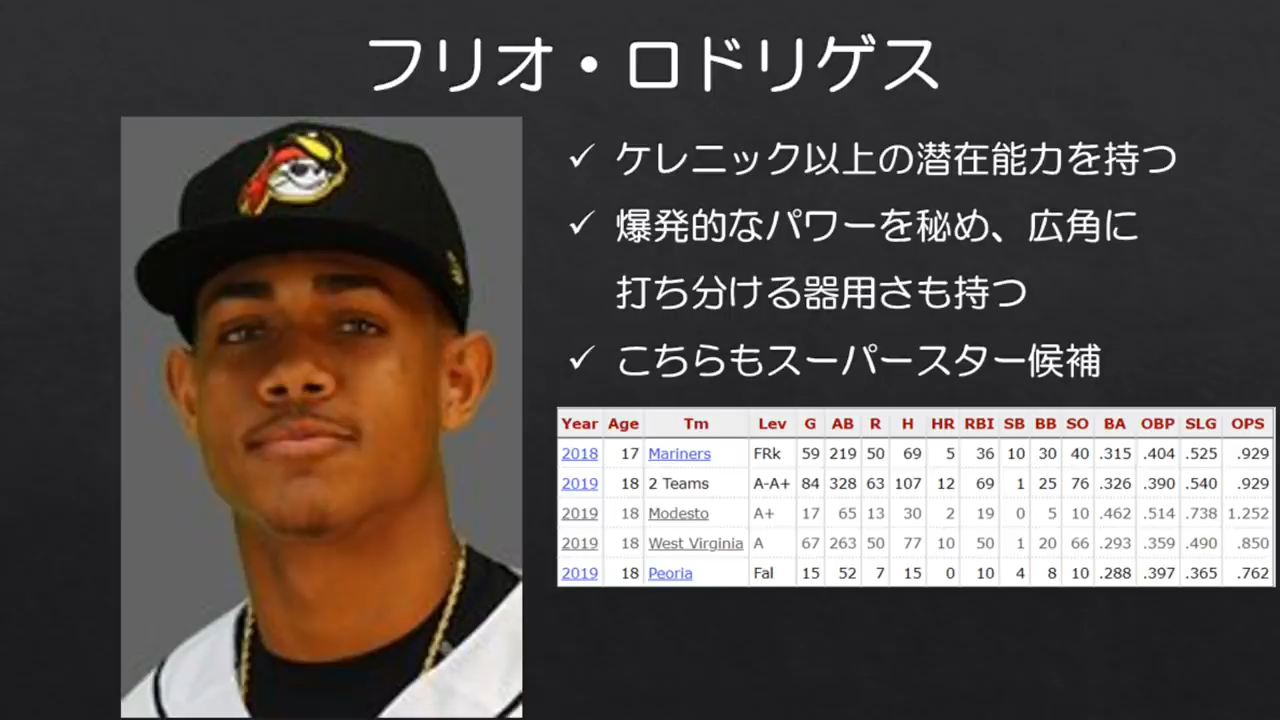 フリオ・ロドリゲス
✓ ケレニック以上の潜在能力を持つ
✓ 爆発的なパワーを秘め、広角に
打ち分ける器用さも持つ
✓ こちらもスーパースター候補
Year Age Tm Lev G AB R H HR RBI SB BB SO BA OBP SLG OPS
2018 17 Mariners FRk 59 219 50 69 5 36 10 30 40 .315 .404 .525 .929
2019 18 2 Teams A-A+ 84 328 63 107 12 69 1 25 76 .326 .390 .540 .929
2019 18 Modesto A+ 17 65 13 30 2 19 0 5 10 .462 .514 .738 1.252
2019 18 West Virginia A 67 263 50 77 10 50 1 20 66 .293 .359 .490 .850
2019 18 Peoria Fal 15 52 7 15 0 10 4 8 10 .288 .397 .365 .762